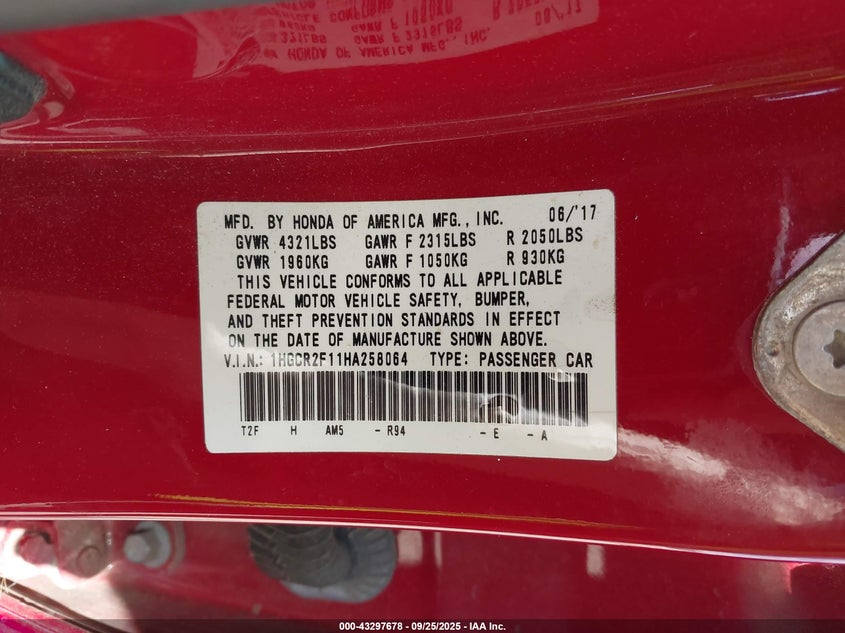 MFD. BY HONDA OF AMERICA MFG., INC. 06/'17
GVWR 4321LBS GAWR F 2315LBS R 2050LBS
GVWR 1960KG GAWR F 1050KG R 930KG
THIS VEHICLE CONFORMS TO ALL APPLICABLE
FEDERAL MOTOR VEHICLE SAFETY, BUMPER,
AND THEFT PREVENTION STANDARDS IN EFFECT
ON THE DATE OF MANUFACTURE SHOWN ABOVE.
V.I.N.: 1HGCR2F11HA258064 TYPE: PASSENGER CAR
T2F H AM5 - R94 - E - A
000-43297678 - 09/25/2025 - IAA Inc.